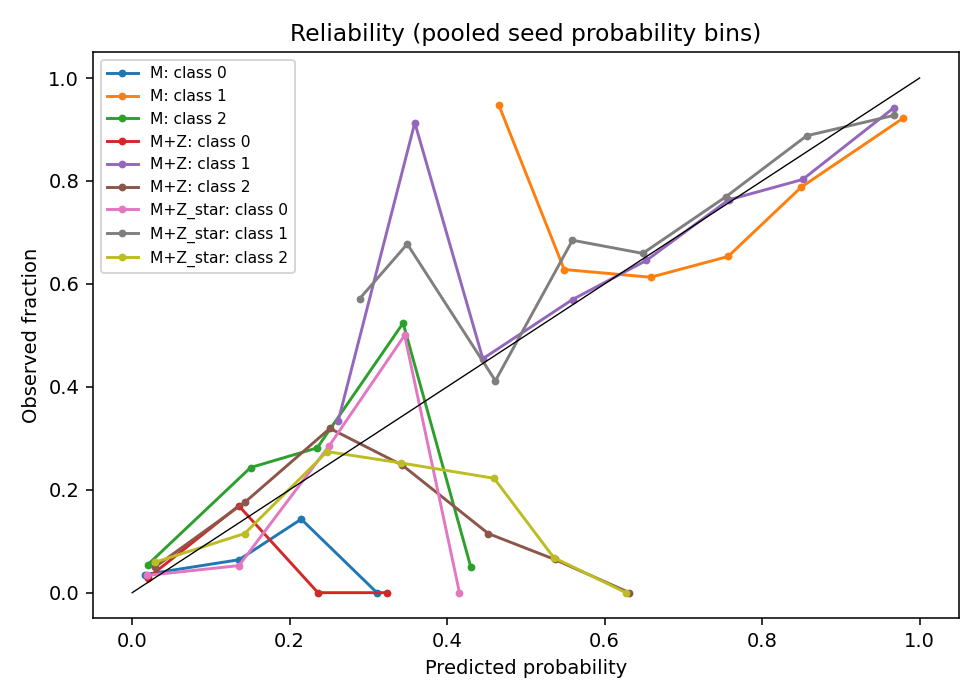 Reliability (pooled seed probability bins)
M: class 0
M: class 1
M: class 2
M+Z: class 0
M+Z: class 1
M+Z: class 2
M+Z_star: class 0
M+Z_star: class 1
M+Z_star: class 2
Observed fraction
1.0
0.8
0.6
0.4
0.2
0.0
0.0 0.2 0.4 0.6 0.8 1.0
Predicted probability